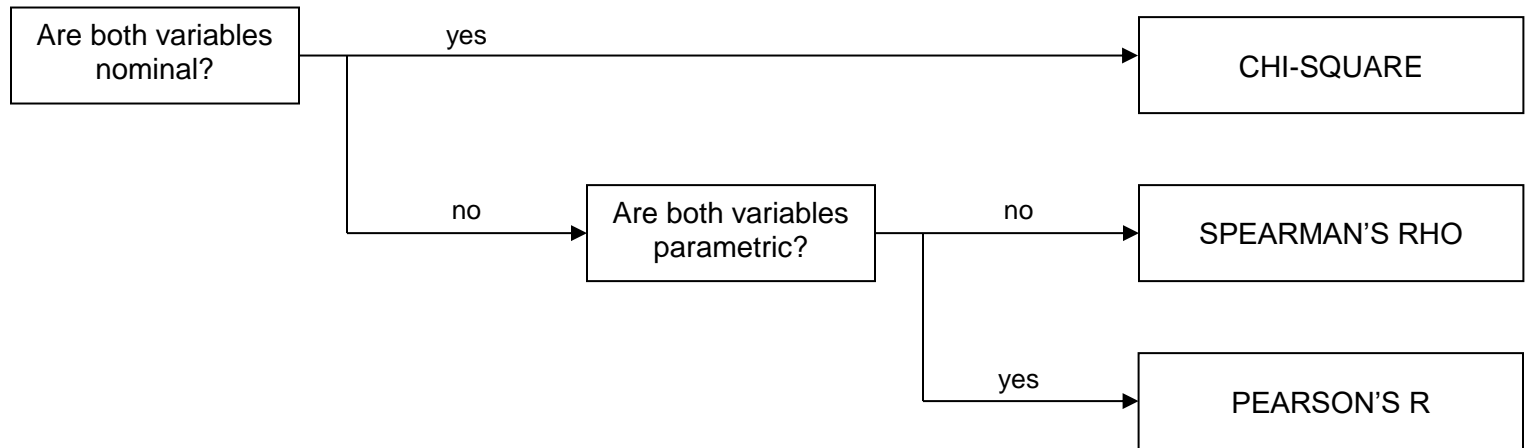 Are both variables
nominal?
yes
CHI-SQUARE
no
Are both variables
parametric?
no
SPEARMAN’S RHO
yes
PEARSON’S R